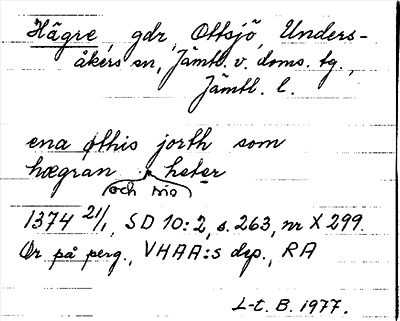 Hägre, gdr, Ottsjö, Unders-
åkers sn, Jämtl. v. doms. tg.,
Jämtl. l.
ena øthis jorth som
hægran heter
och nio
1374 21/1, SD 10:2, s. 263, nr X 299.
Or på perg., VHAA:s dep., RA
L-t. B. 1977.